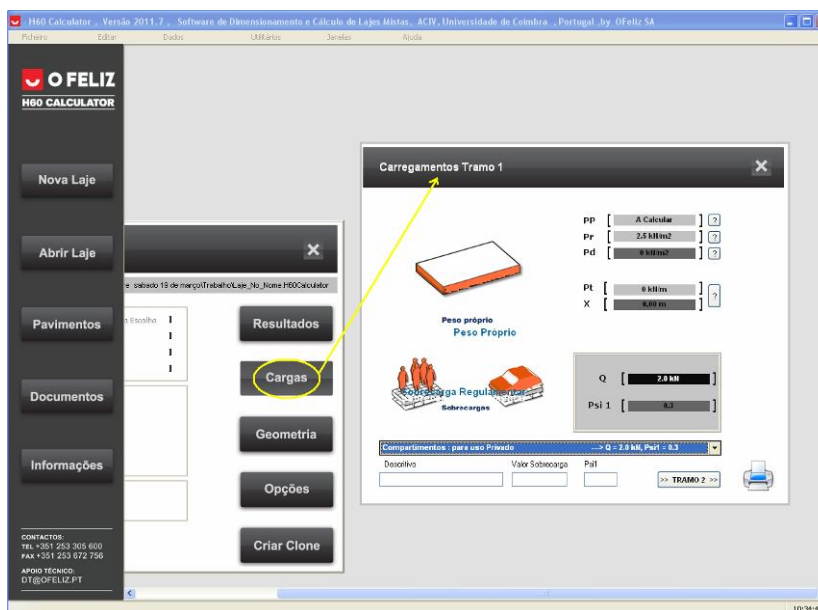 H60 Calculator , Versão 2011.7 , Software de Dimensionamento e Cálculo de Lajes Mistas, ACIV, Universidade de Coimbra , Portugal ,by OFeliz SA
Ficheiro Editar Dados Utilitários Janelas Ajuda
O FELIZ
H60 CALCULATOR
Nova Laje
Abrir Laje
Pavimentos
Documentos
Informações
CONTACTOS:
TEL +351 253 305 600
FAX +351 253 672 756
APOIO TÉCNICO:
DT@OFELIZ.PT
sabado 19 de março\Trabalho\Laje_No_Nome.H60Calculator
Escolha
Resultados
Cargas
Geometria
Opções
Criar Clone
Carregamentos Tramo 1
PP [ A Calcular ] ?
Pr [ 2.5 kN/m2 ] ?
Pd [ 0 kN/m2 ] ?
Pt [ 0 kN/m ]
X [ 0.00 m ] ?
Peso próprio
Peso Próprio
Sobrecarga Regulamentar
Sobrecargas
Q [ 2.0 kN ]
Psi 1 [ 0.3 ]
Compartimentos : para uso Privado ---> Q = 2.0 kN, Psi1 = 0.3
Descritivo Valor Sobrecarga Psi1
>> TRAMO 2 >>